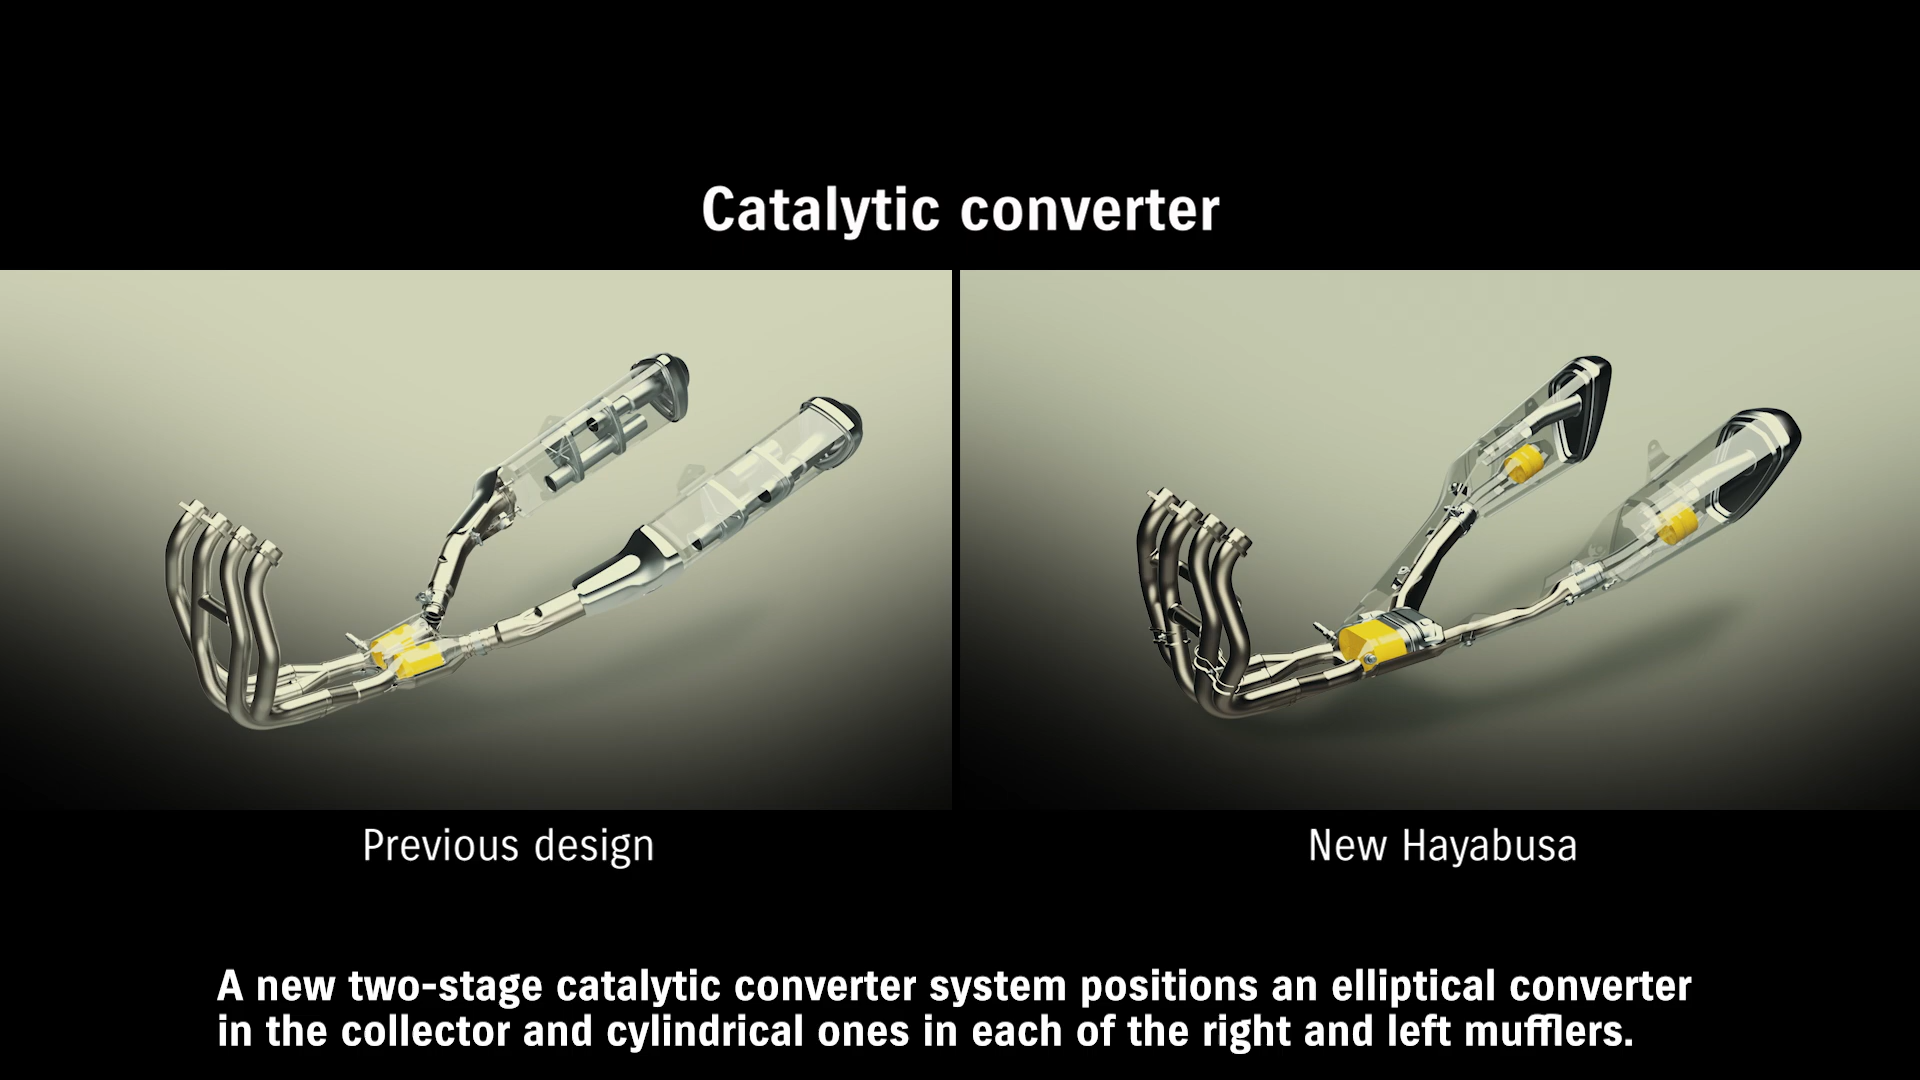 Catalytic converter
Previous design
New Hayabusa
A new two-stage catalytic converter system positions an elliptical converter
in the collector and cylindrical ones in each of the right and left mufflers.